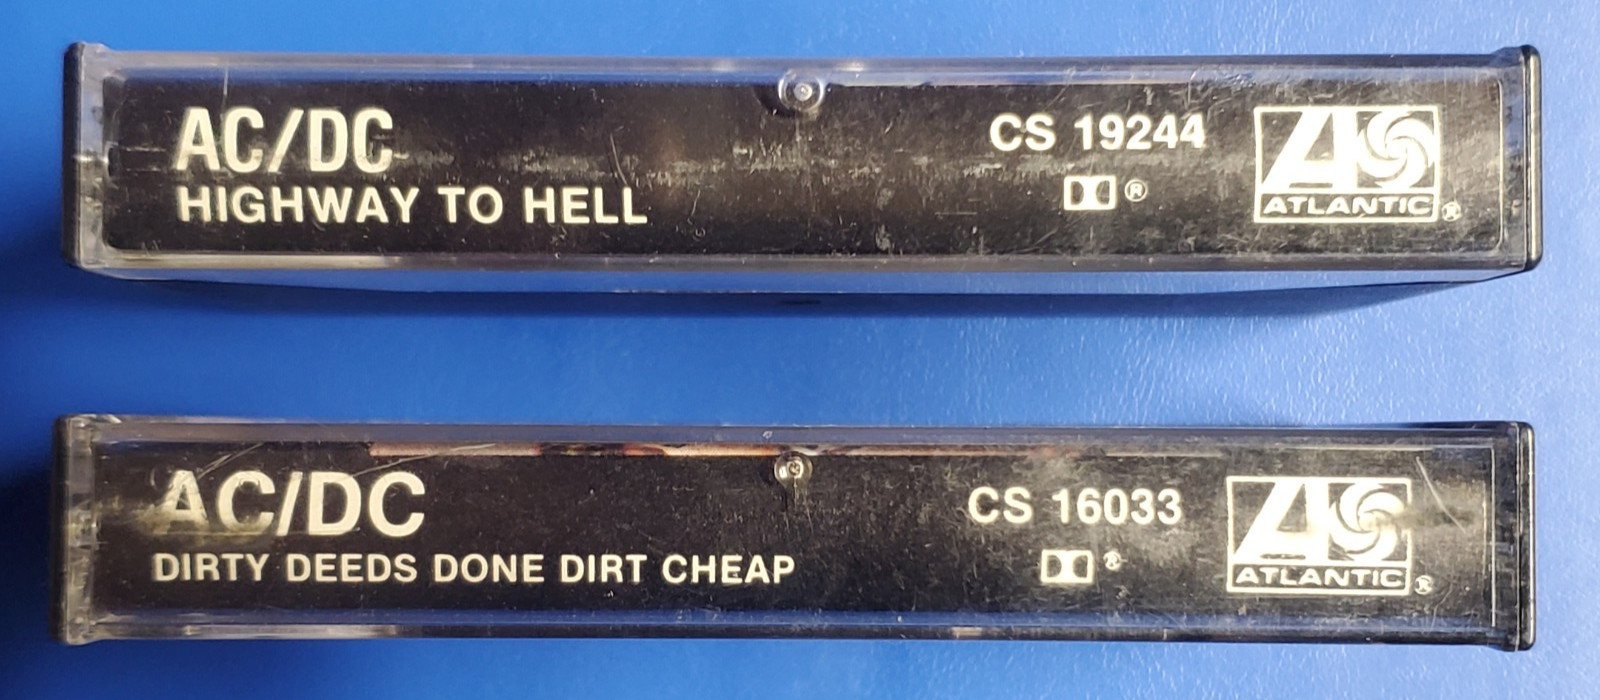 AC/DC
HIGHWAY TO HELL
CS 19244
®
ATLANTIC ®
AC/DC
DIRTY DEEDS DONE DIRT CHEAP
CS 16033
®
ATLANTIC ®